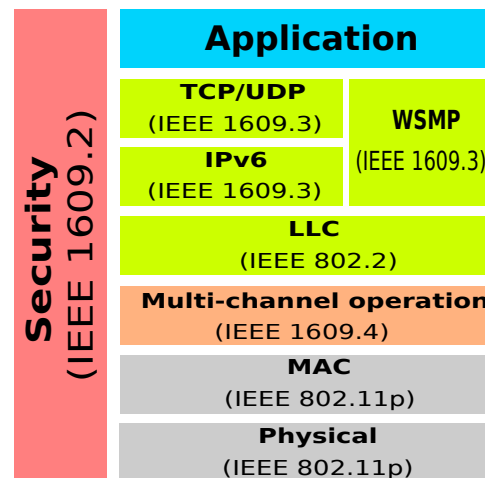 Security
(IEEE 1609.2)
Application
TCP/UDP
(IEEE 1609.3)
IPv6
(IEEE 1609.3)
WSMP
(IEEE 1609.3)
LLC
(IEEE 802.2)
Multi-channel operation
(IEEE 1609.4)
MAC
(IEEE 802.11p)
Physical
(IEEE 802.11p)